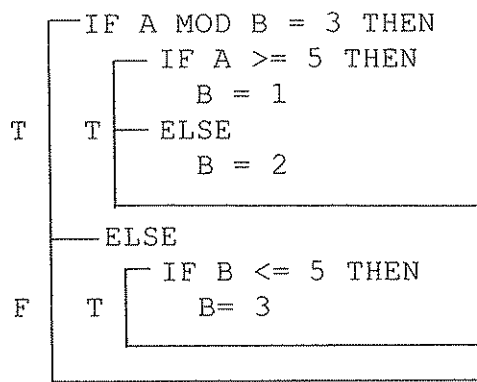 IF A MOD B = 3 THEN
IF A >= 5 THEN
B = 1
T T ELSE
B = 2
ELSE
IF B <= 5 THEN
F T B= 3